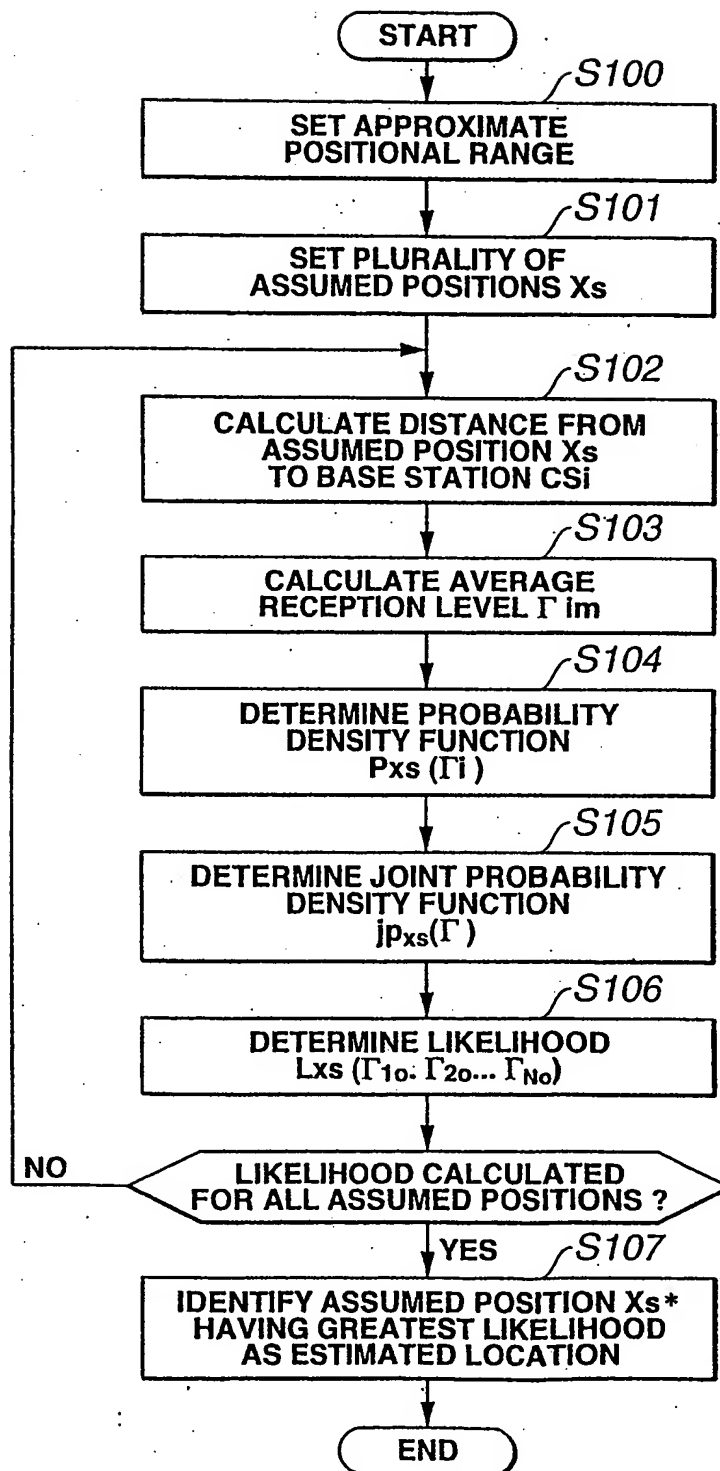 START
S100
SET APPROXIMATE
POSITIONAL RANGE
S101
SET PLURALITY OF
ASSUMED POSITIONS Xs
S102
CALCULATE DISTANCE FROM
ASSUMED POSITION Xs
TO BASE STATION CSi
S103
CALCULATE AVERAGE
RECEPTION LEVEL Γ im
S104
DETERMINE PROBABILITY
DENSITY FUNCTION
Pxs (Γi )
S105
DETERMINE JOINT PROBABILITY
DENSITY FUNCTION
jpxs(Γ )
S106
DETERMINE LIKELIHOOD
Lxs (Γ1o. Γ2o... ΓNo)
NO
LIKELIHOOD CALCULATED
FOR ALL ASSUMED POSITIONS ?
YES
S107
IDENTIFY ASSUMED POSITION Xs*
HAVING GREATEST LIKELIHOOD
AS ESTIMATED LOCATION
END